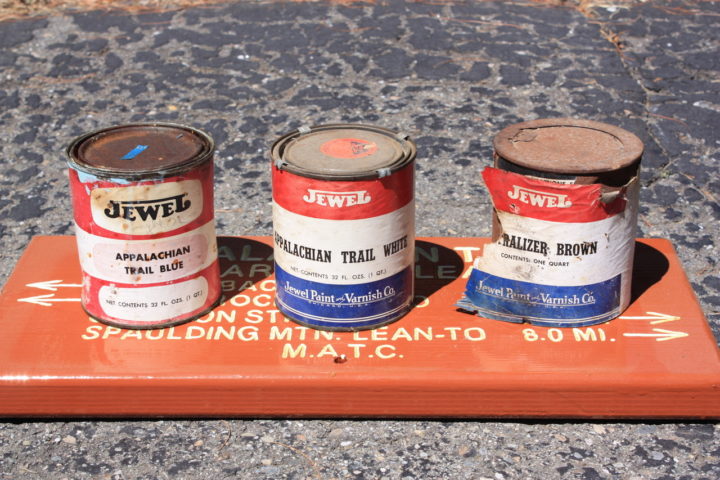 JEWEL
APPALACHIAN
TRAIL BLUE
NET CONTENTS 32 FL. OZS. (1 QT.)
JEWEL
PPALACHIAN TRAIL WHITE
NET CONTENTS 32 FL. OZS. (1 QT.)
Jewel Paint and Varnish Co.
JEWEL
RALIZER BROWN
CONTENTS: ONE QUART
Jewel Paint and Varnish Co.
SPAULDING MTN. LEAN-TO 8.0 MI.
M.A.T.C.